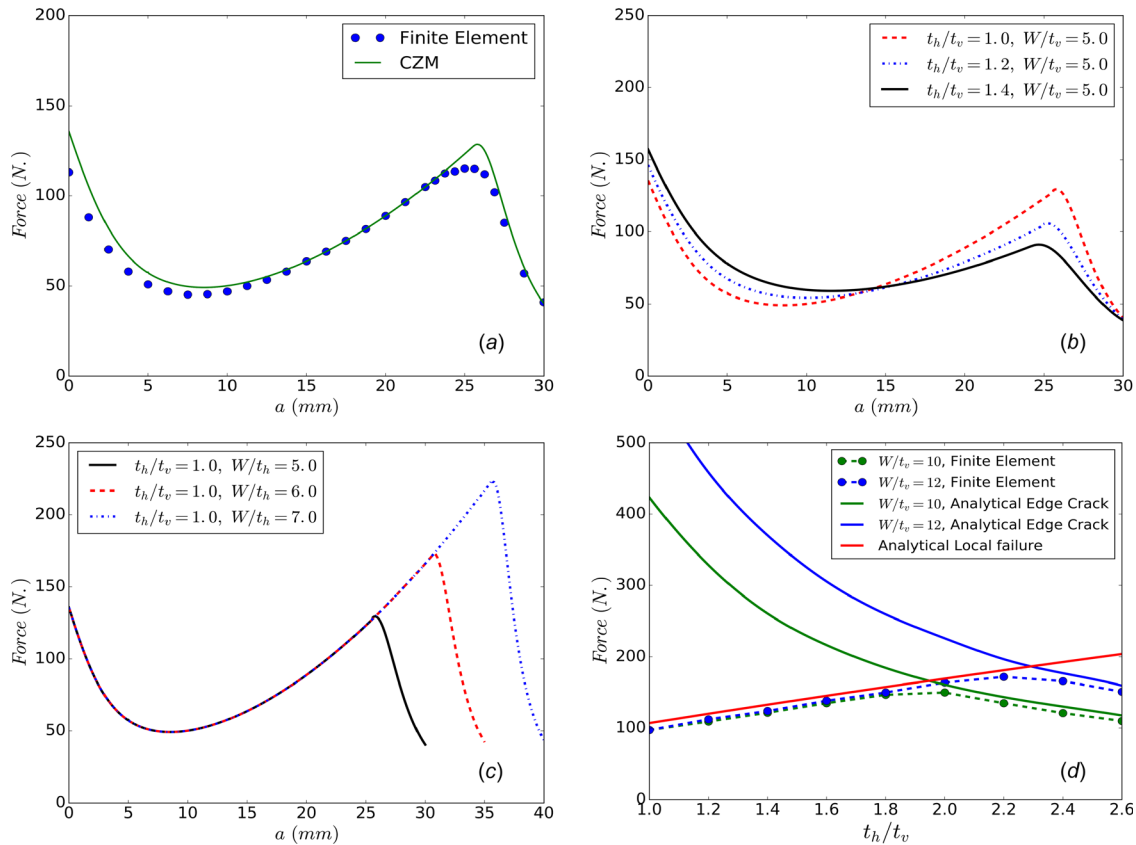 200
150
100
50
0
Force (N.)
Finite Element
CZM
(a)
0 5 10 15 20 25 30
a (mm)
250
200
150
100
50
0
Force (N.)
t_h/t_v=1.0, W/t_v=5.0
t_h/t_v=1.2, W/t_v=5.0
t_h/t_v=1.4, W/t_v=5.0
(b)
0 5 10 15 20 25 30
a (mm)
250
200
150
100
50
0
Force (N.)
t_h/t_v=1.0, W/t_h=5.0
t_h/t_v=1.0, W/t_h=6.0
t_h/t_v=1.0, W/t_h=7.0
(c)
0 5 10 15 20 25 30 35 40
a (mm)
500
400
300
200
100
0
Force (N.)
W/t_v=10, Finite Element
W/t_v=12, Finite Element
W/t_v=10, Analytical Edge Crack
W/t_v=12, Analytical Edge Crack
Analytical Local failure
(d)
1.0 1.2 1.4 1.6 1.8 2.0 2.2 2.4 2.6
t_h/t_v